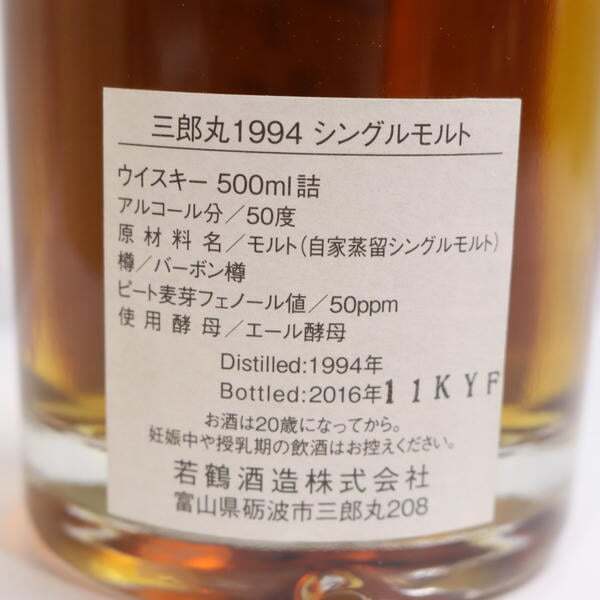 三郎丸1994 シングルモルト
ウイスキー 500ml詰
アルコール分／50度
原材料名／モルト（自家蒸留シングルモルト）
樽／バーボン樽
ピート麦芽フェノール値／50ppm
使用酵母／エール酵母
Distilled:1994年
Bottled:2016年11KYF
お酒は20歳になってから。
妊娠中や授乳期の飲酒はお控えください。
若鶴酒造株式会社
富山県砺波市三郎丸208